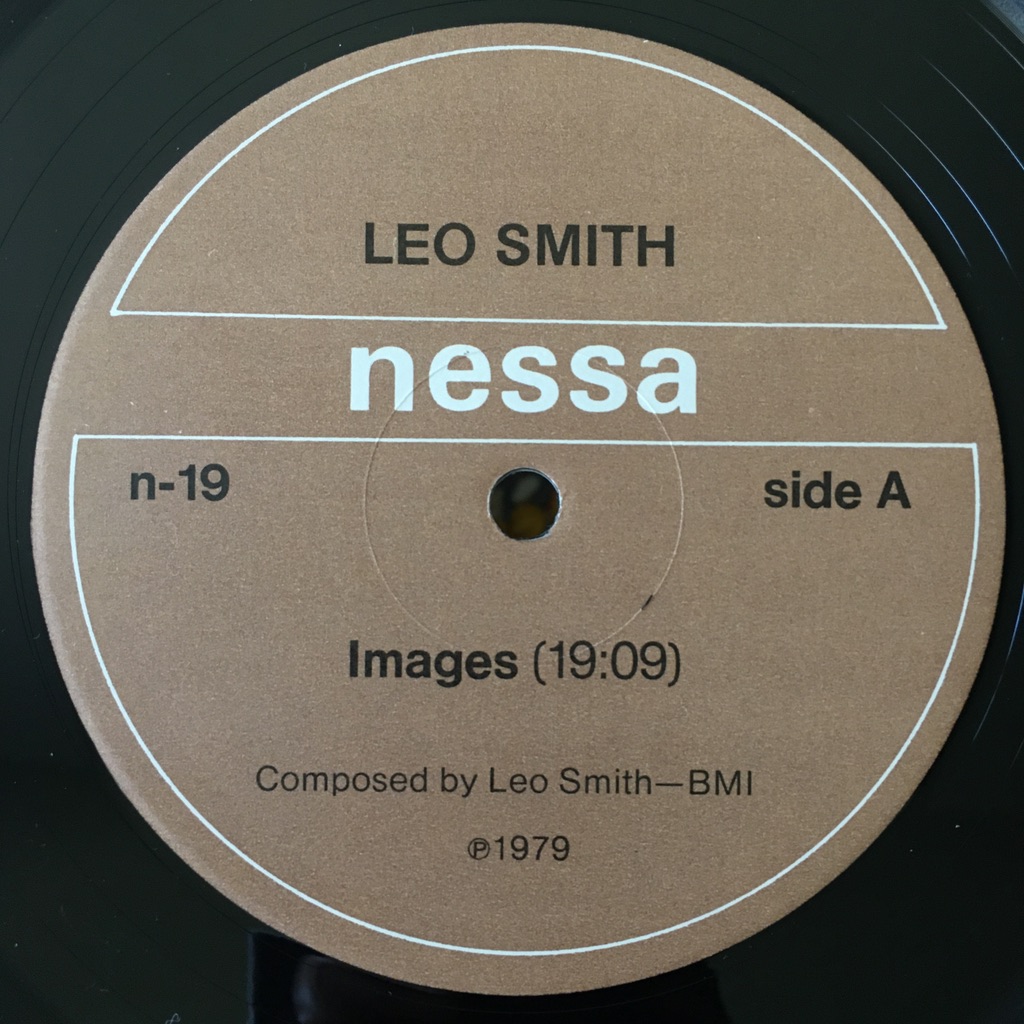 LEO SMITH
nessa
n-19 side A
Images (19:09)
Composed by Leo Smith—BMI
℗1979